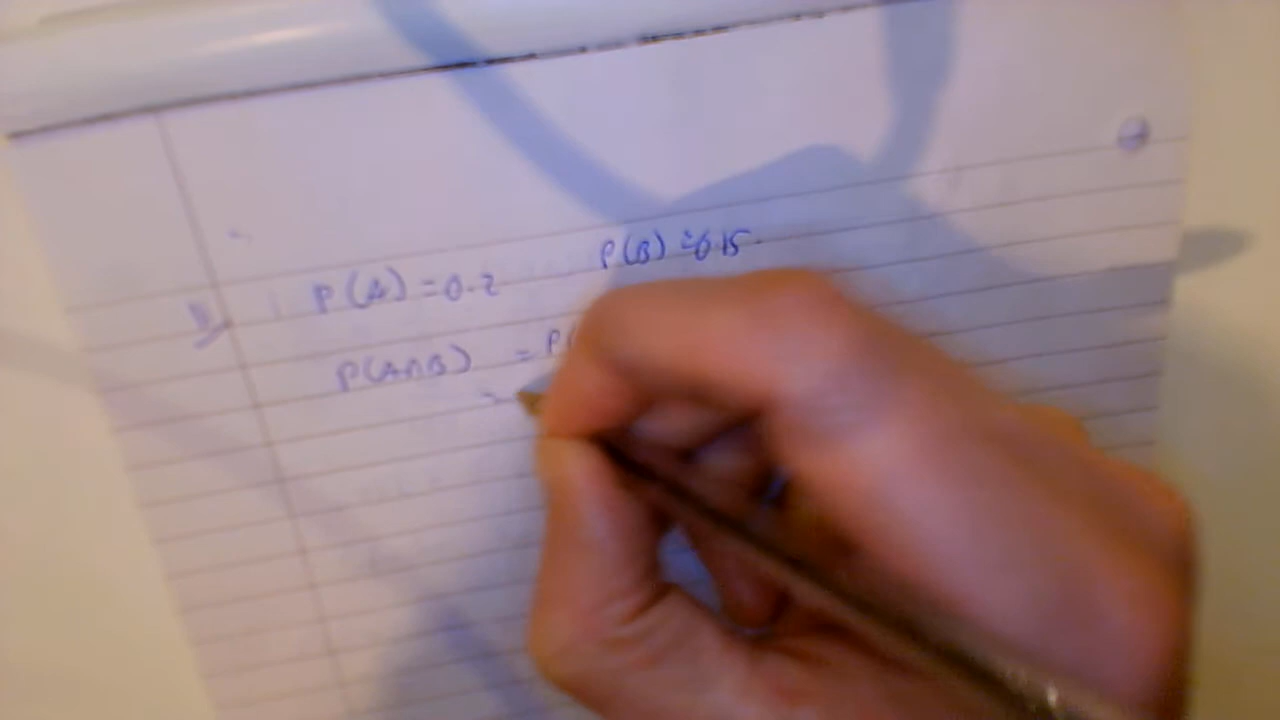 P(A) = 0.2 P(B) = 0.15
P(A∩B) = P(
=